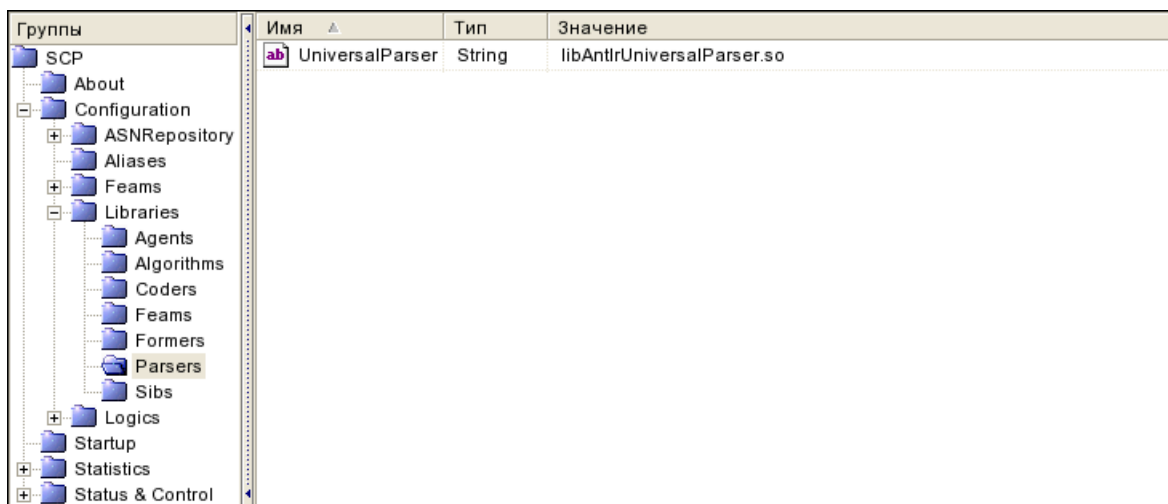 Группы
SCP
About
Configuration
ASNRepository
Aliases
Feams
Libraries
Agents
Algorithms
Coders
Feams
Formers
Parsers
Sibs
Logics
Startup
Statistics
Status & Control
Имя Тип Значение
ab UniversalParser String libAntlrUniversalParser.so